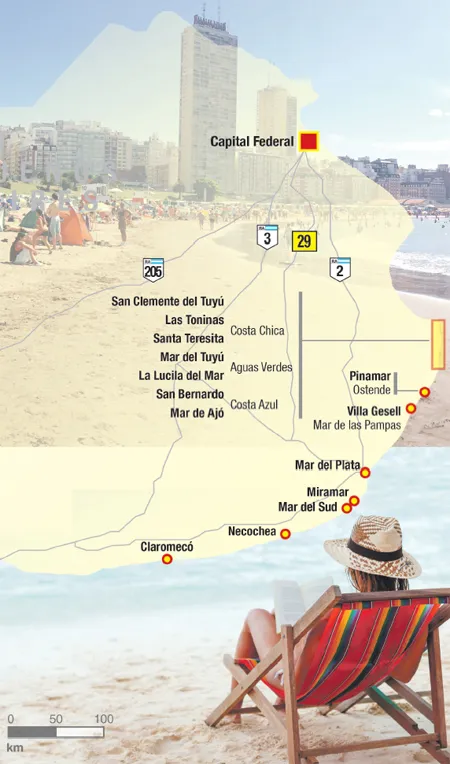 Capital Federal
3
29
205
2
San Clemente del Tuyú
Las Toninas
Costa Chica
Santa Teresita
Mar del Tuyú
Aguas Verdes
La Lucila del Mar
San Bernardo
Costa Azul
Mar de Ajó
Pinamar
Ostende
Villa Gesell
Mar de las Pampas
Mar del Plata
Miramar
Mar del Sud
Necochea
Claromecó
0 50 100
km